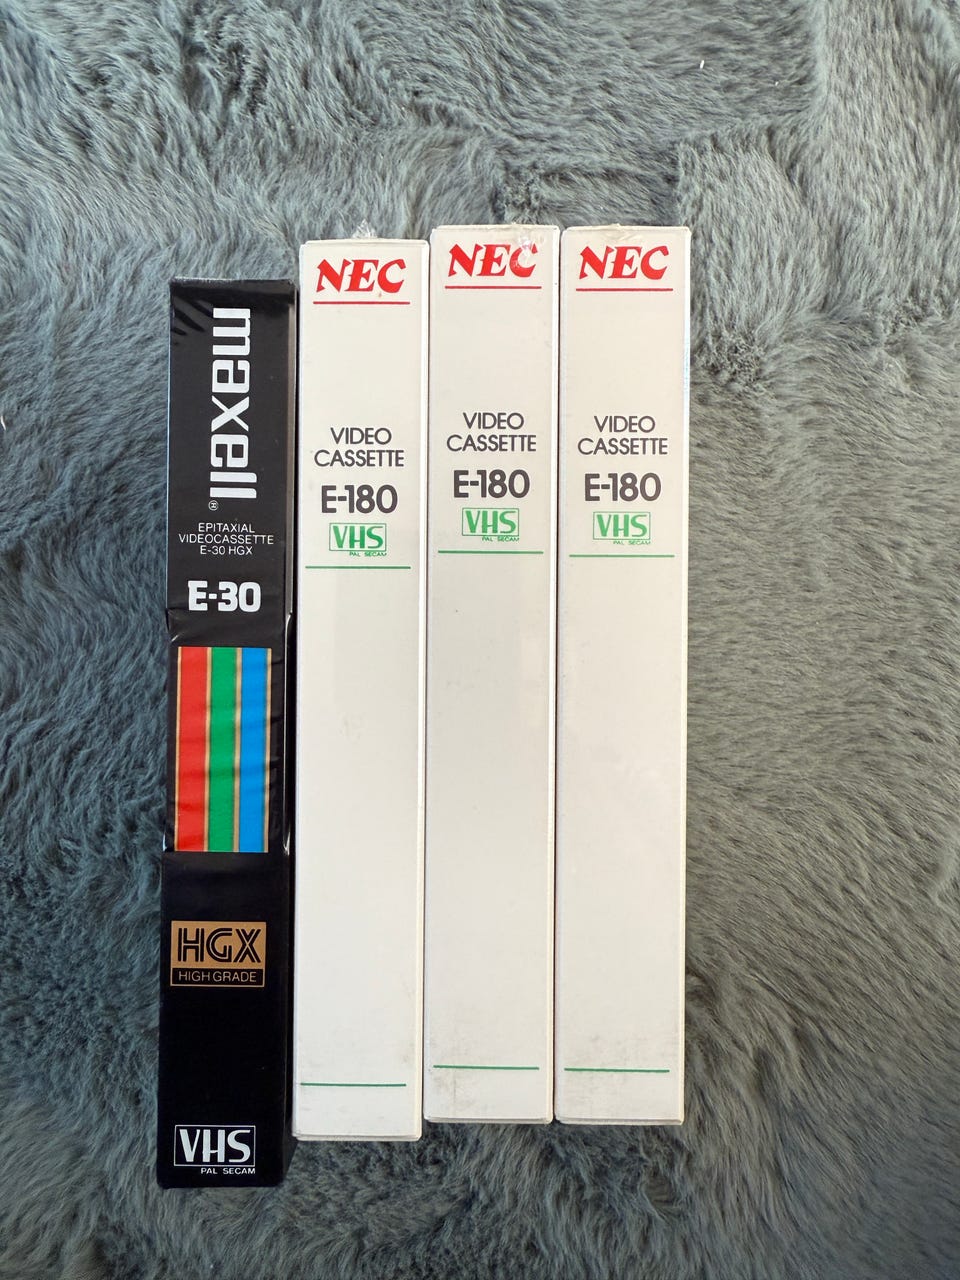 maxell®
EPITAXIAL
VIDEOCASSETTE
E-30 HGX
E-30
HGX
HIGH GRADE
VHS
PAL SECAM
NEC
VIDEO
CASSETTE
E-180
VHS
PAL SECAM
NEC
VIDEO
CASSETTE
E-180
VHS
PAL SECAM
NEC
VIDEO
CASSETTE
E-180
VHS
PAL SECAM